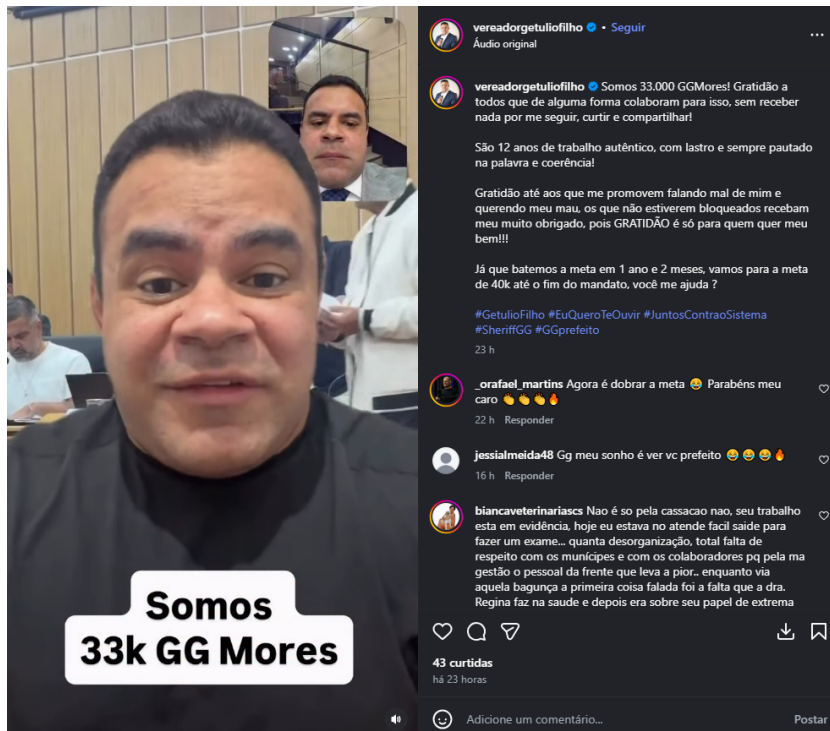 Somos
33k GG Mores
vereadorgetuliofilho • Seguir
Áudio original
vereadorgetuliofilho Somos 33.000 GGMores! Gratidão a
todos que de alguma forma colaboram para isso, sem receber
nada por me seguir, curtir e compartilhar!
São 12 anos de trabalho autêntico, com lastro e sempre pautado
na palavra e coerência!
Gratidão até aos que me promovem falando mal de mim e
querendo meu mau, os que não estiverem bloqueados recebam
meu muito obrigado, pois GRATIDÃO é só para quem quer meu
bem!!!
Já que batemos a meta em 1 ano e 2 meses, vamos para a meta
de 40k até o fim do mandato, você me ajuda ?
#GetulioFilho #EuQueroTeOuvir #JuntosContraoSistema
#SheriffGG #GGprefeito
23 h
_orafael_martins Agora é dobrar a meta 😂 Parabéns meu
caro 👏👏👏🔥
22 h Responder
jessialmeida48 Gg meu sonho é ver vc prefeito 😂😂😂🔥
16 h Responder
biancaveterinariascs Nao é so pela cassacao nao, seu trabalho
esta em evidência, hoje eu estava no atende facil saide para
fazer um exame... quanta desorganização, total falta de
respeito com os munícipes e com os colaboradores pq pela ma
gestão o pessoal da frente que leva a pior.. enquanto via
aquela bagunça a primeira coisa falada foi a falta que a dra.
Regina faz na saude e depois era sobre seu papel de extrema
43 curtidas
há 23 horas
Adicione um comentário...
Postar